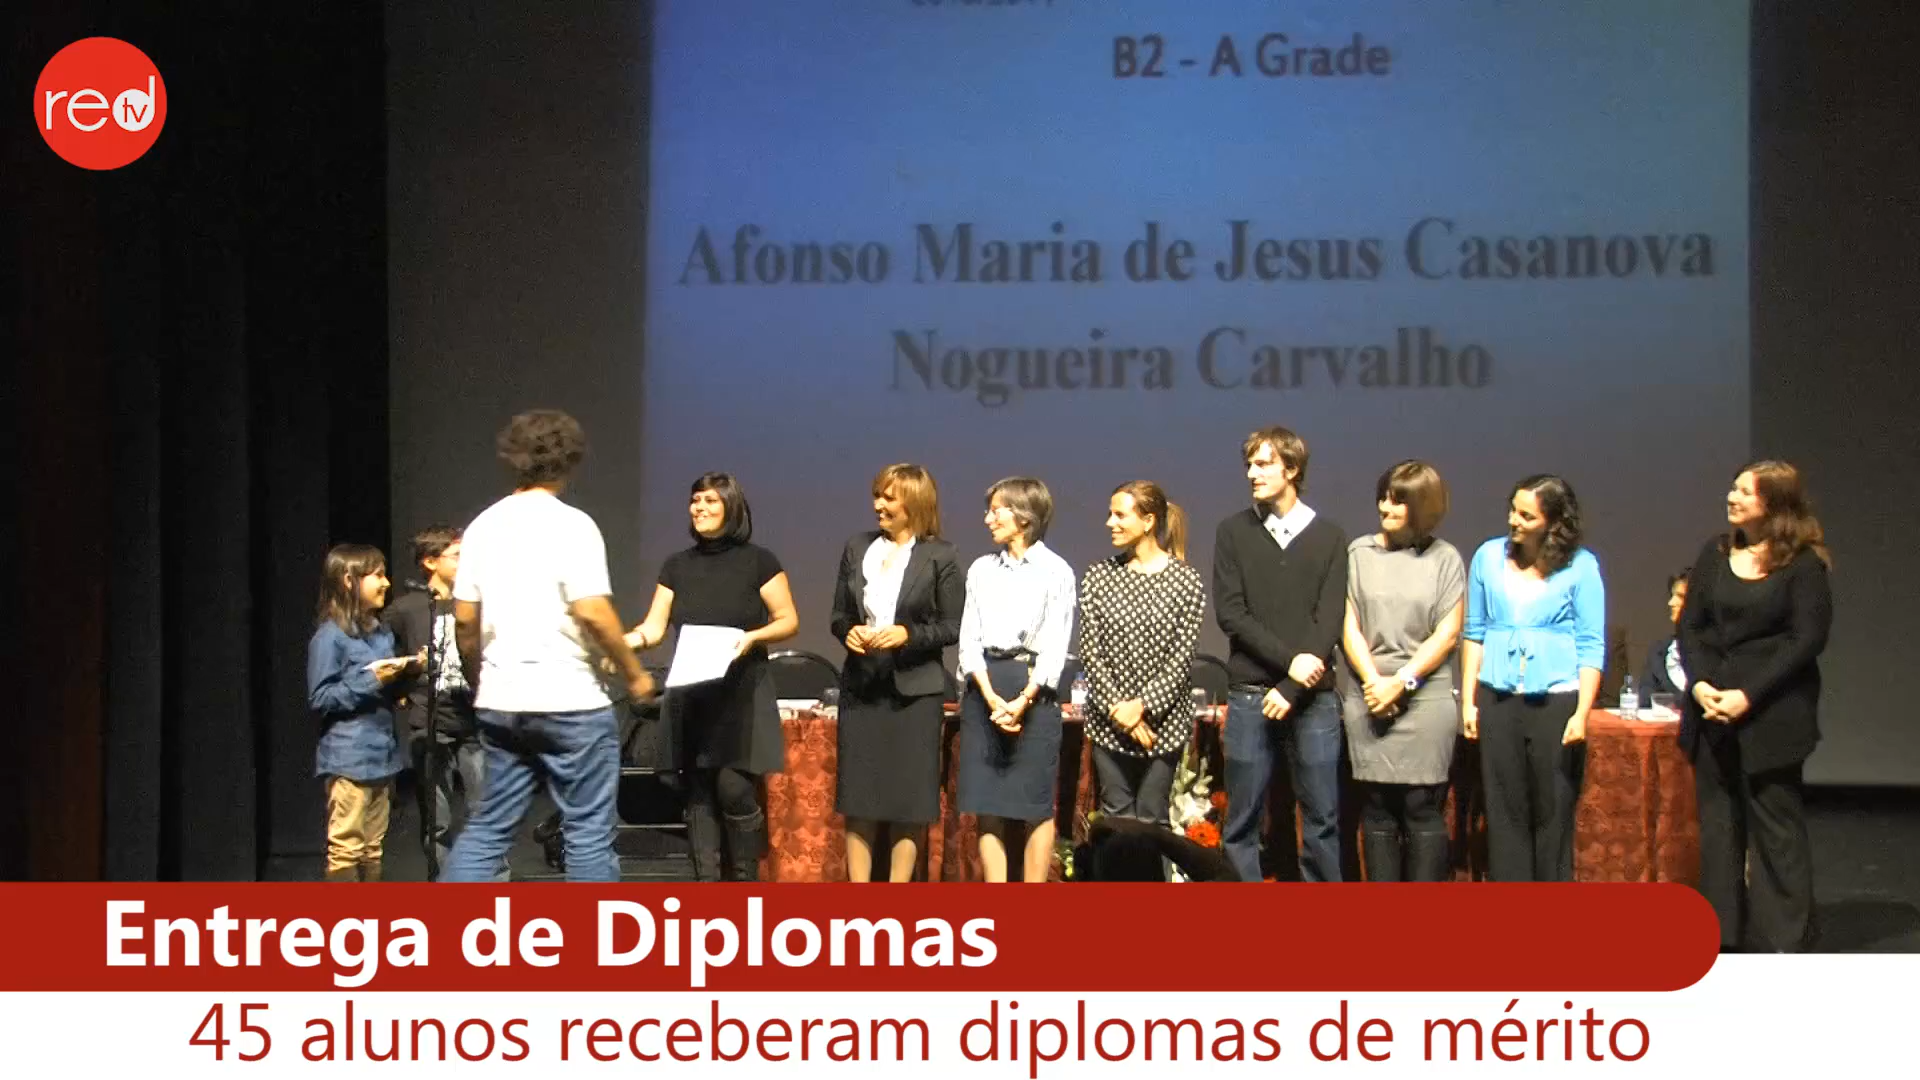 red tv
B2 - A Grade
Afonso Maria de Jesus Casanova
Nogueira Carvalho
Entrega de Diplomas
45 alunos receberam diplomas de mérito